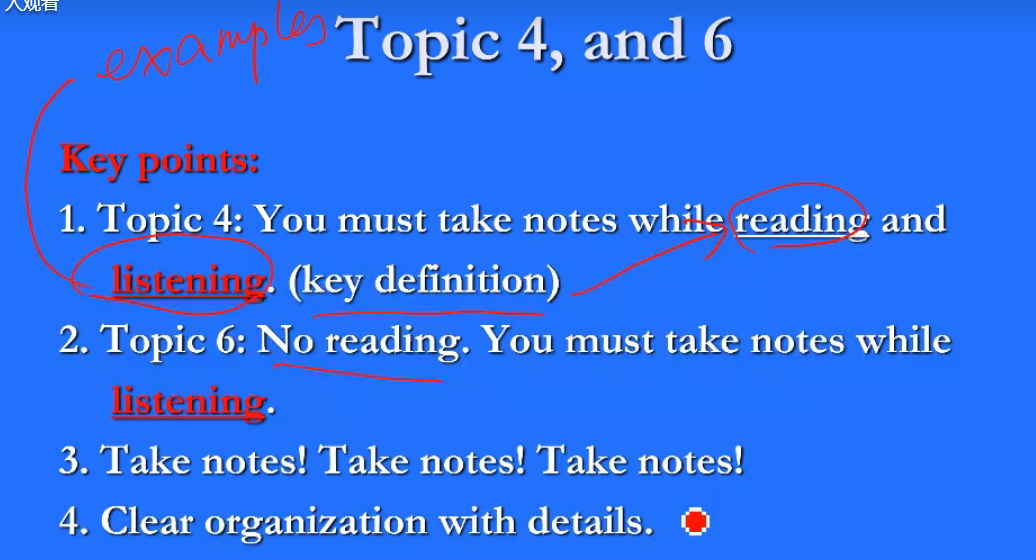 人观看
examples
Topic 4, and 6
Key points:
1. Topic 4: You must take notes while reading and
listening. (key definition)
2. Topic 6: No reading. You must take notes while
listening.
3. Take notes! Take notes! Take notes!
4. Clear organization with details.